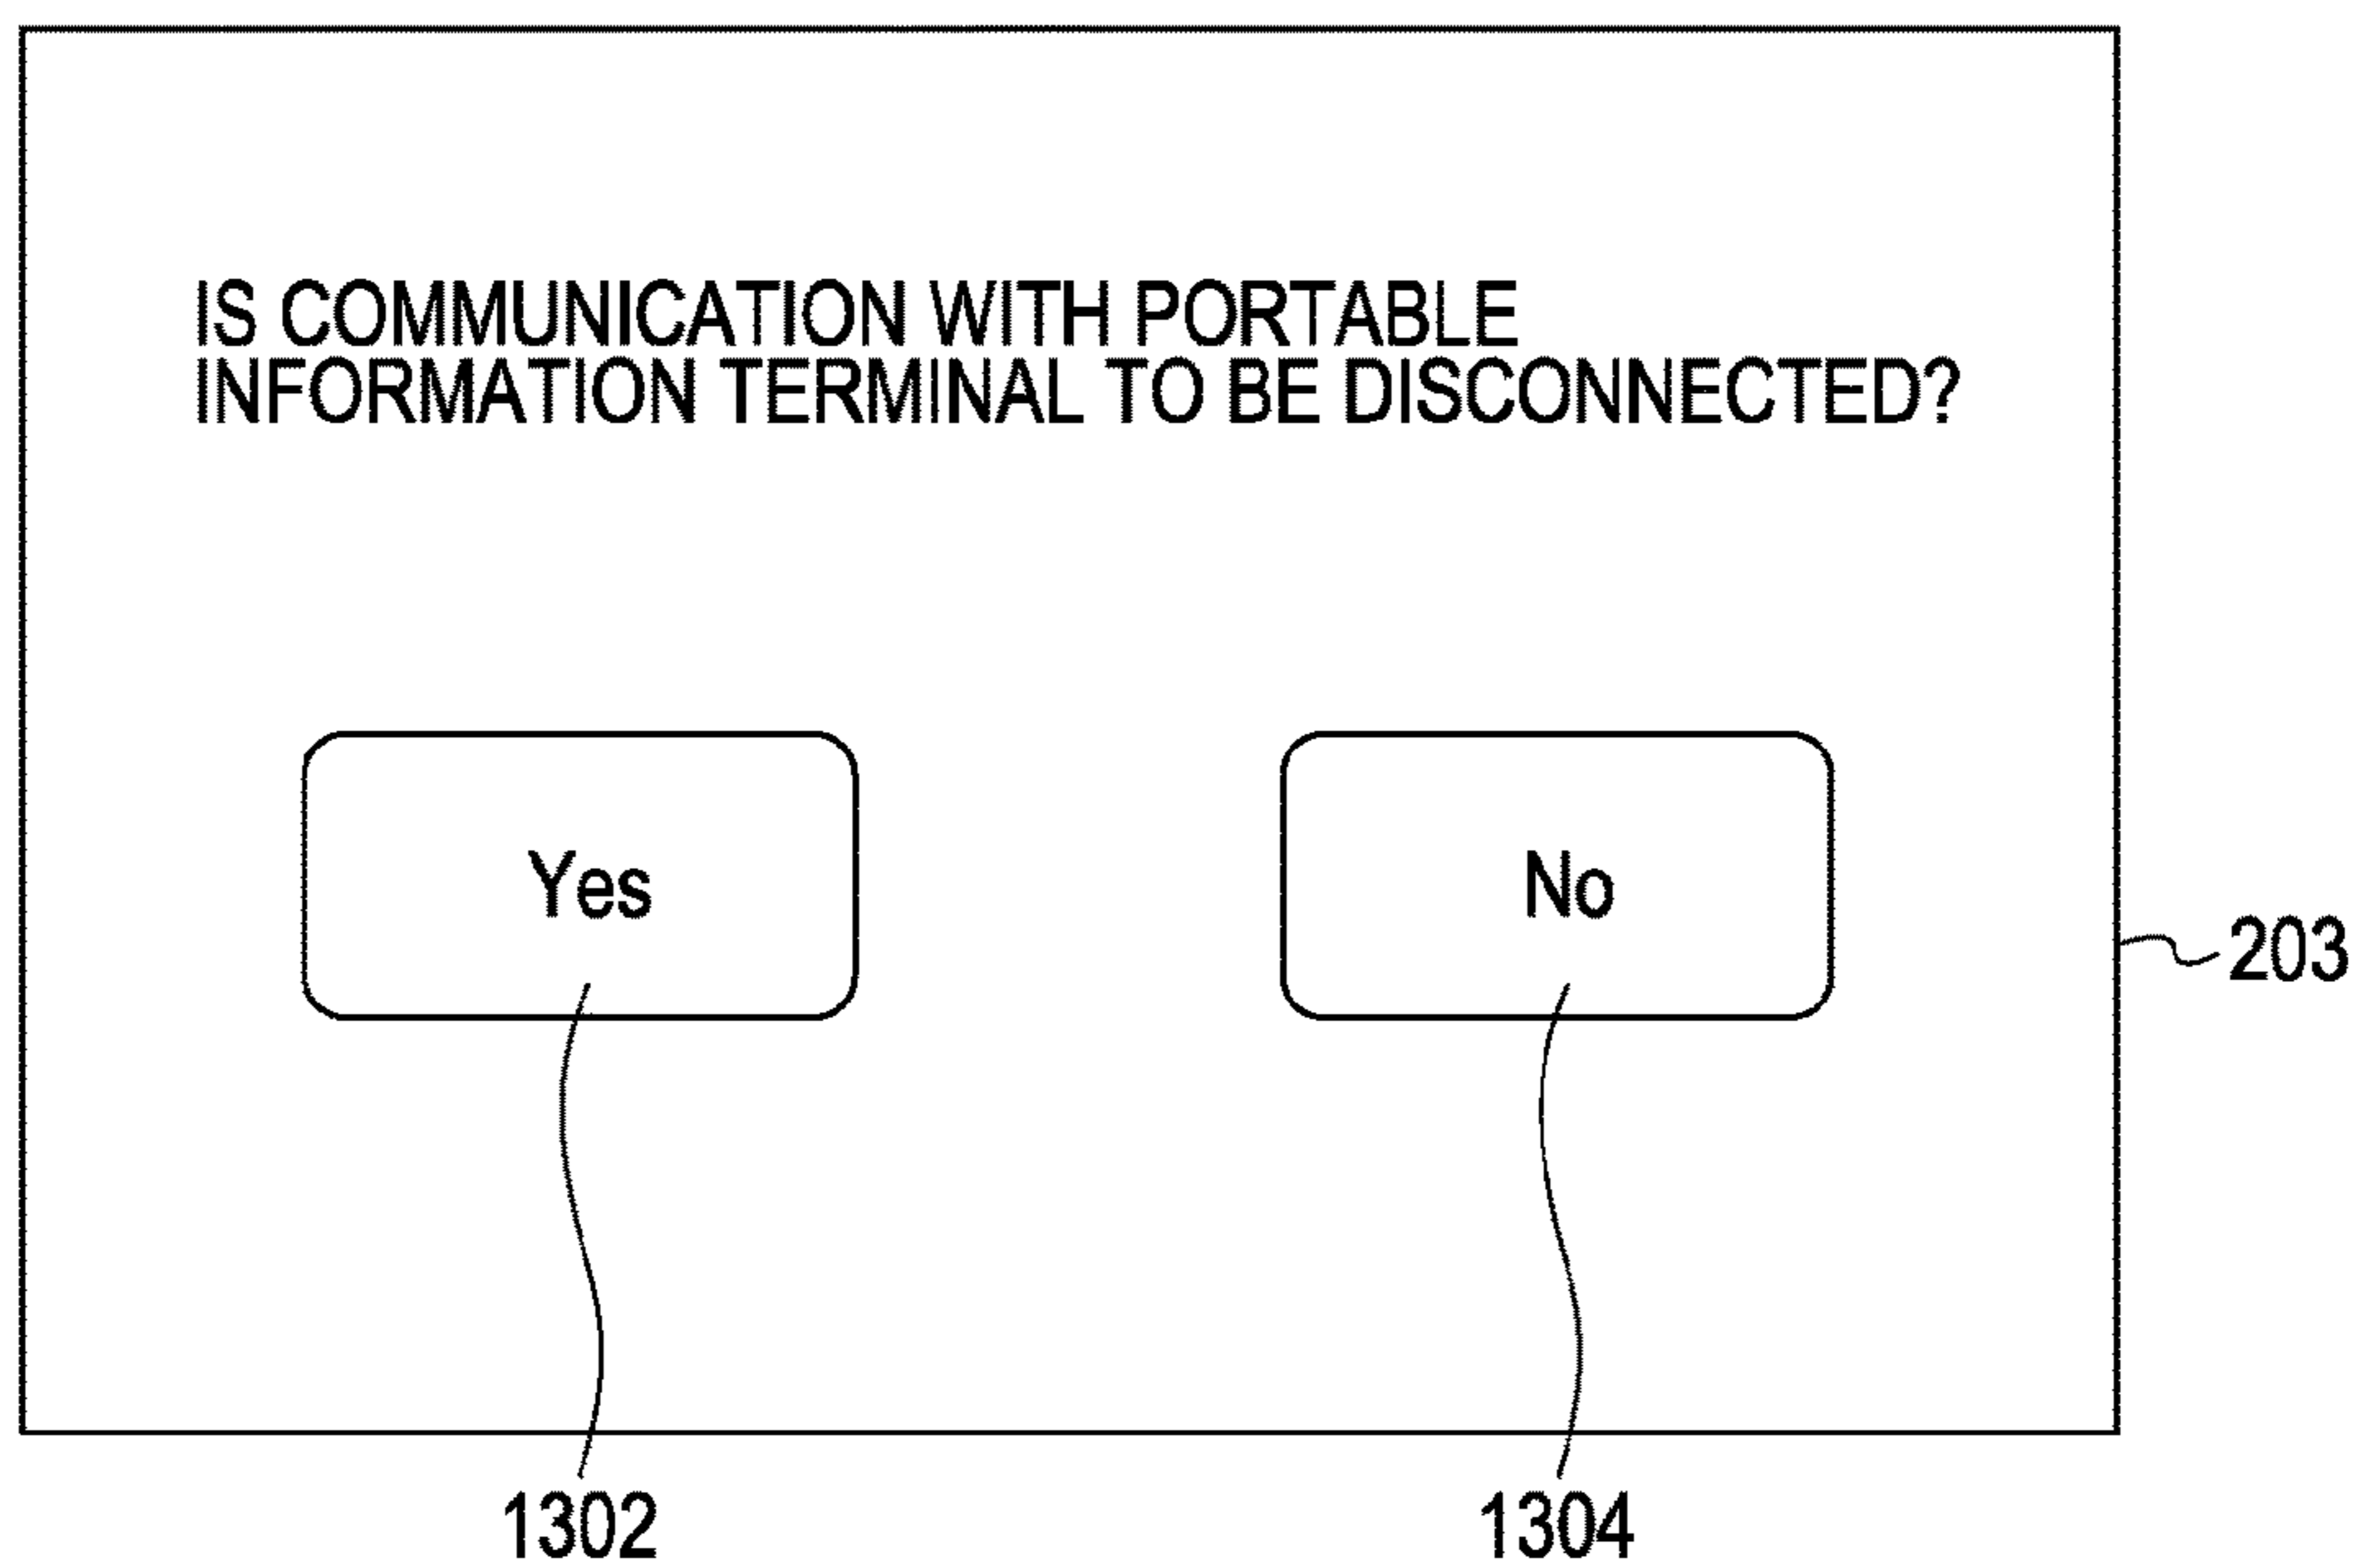 IS COMMUNICATION WITH PORTABLE
INFORMATION TERMINAL TO BE DISCONNECTED?
Yes
No
203
1302
1304